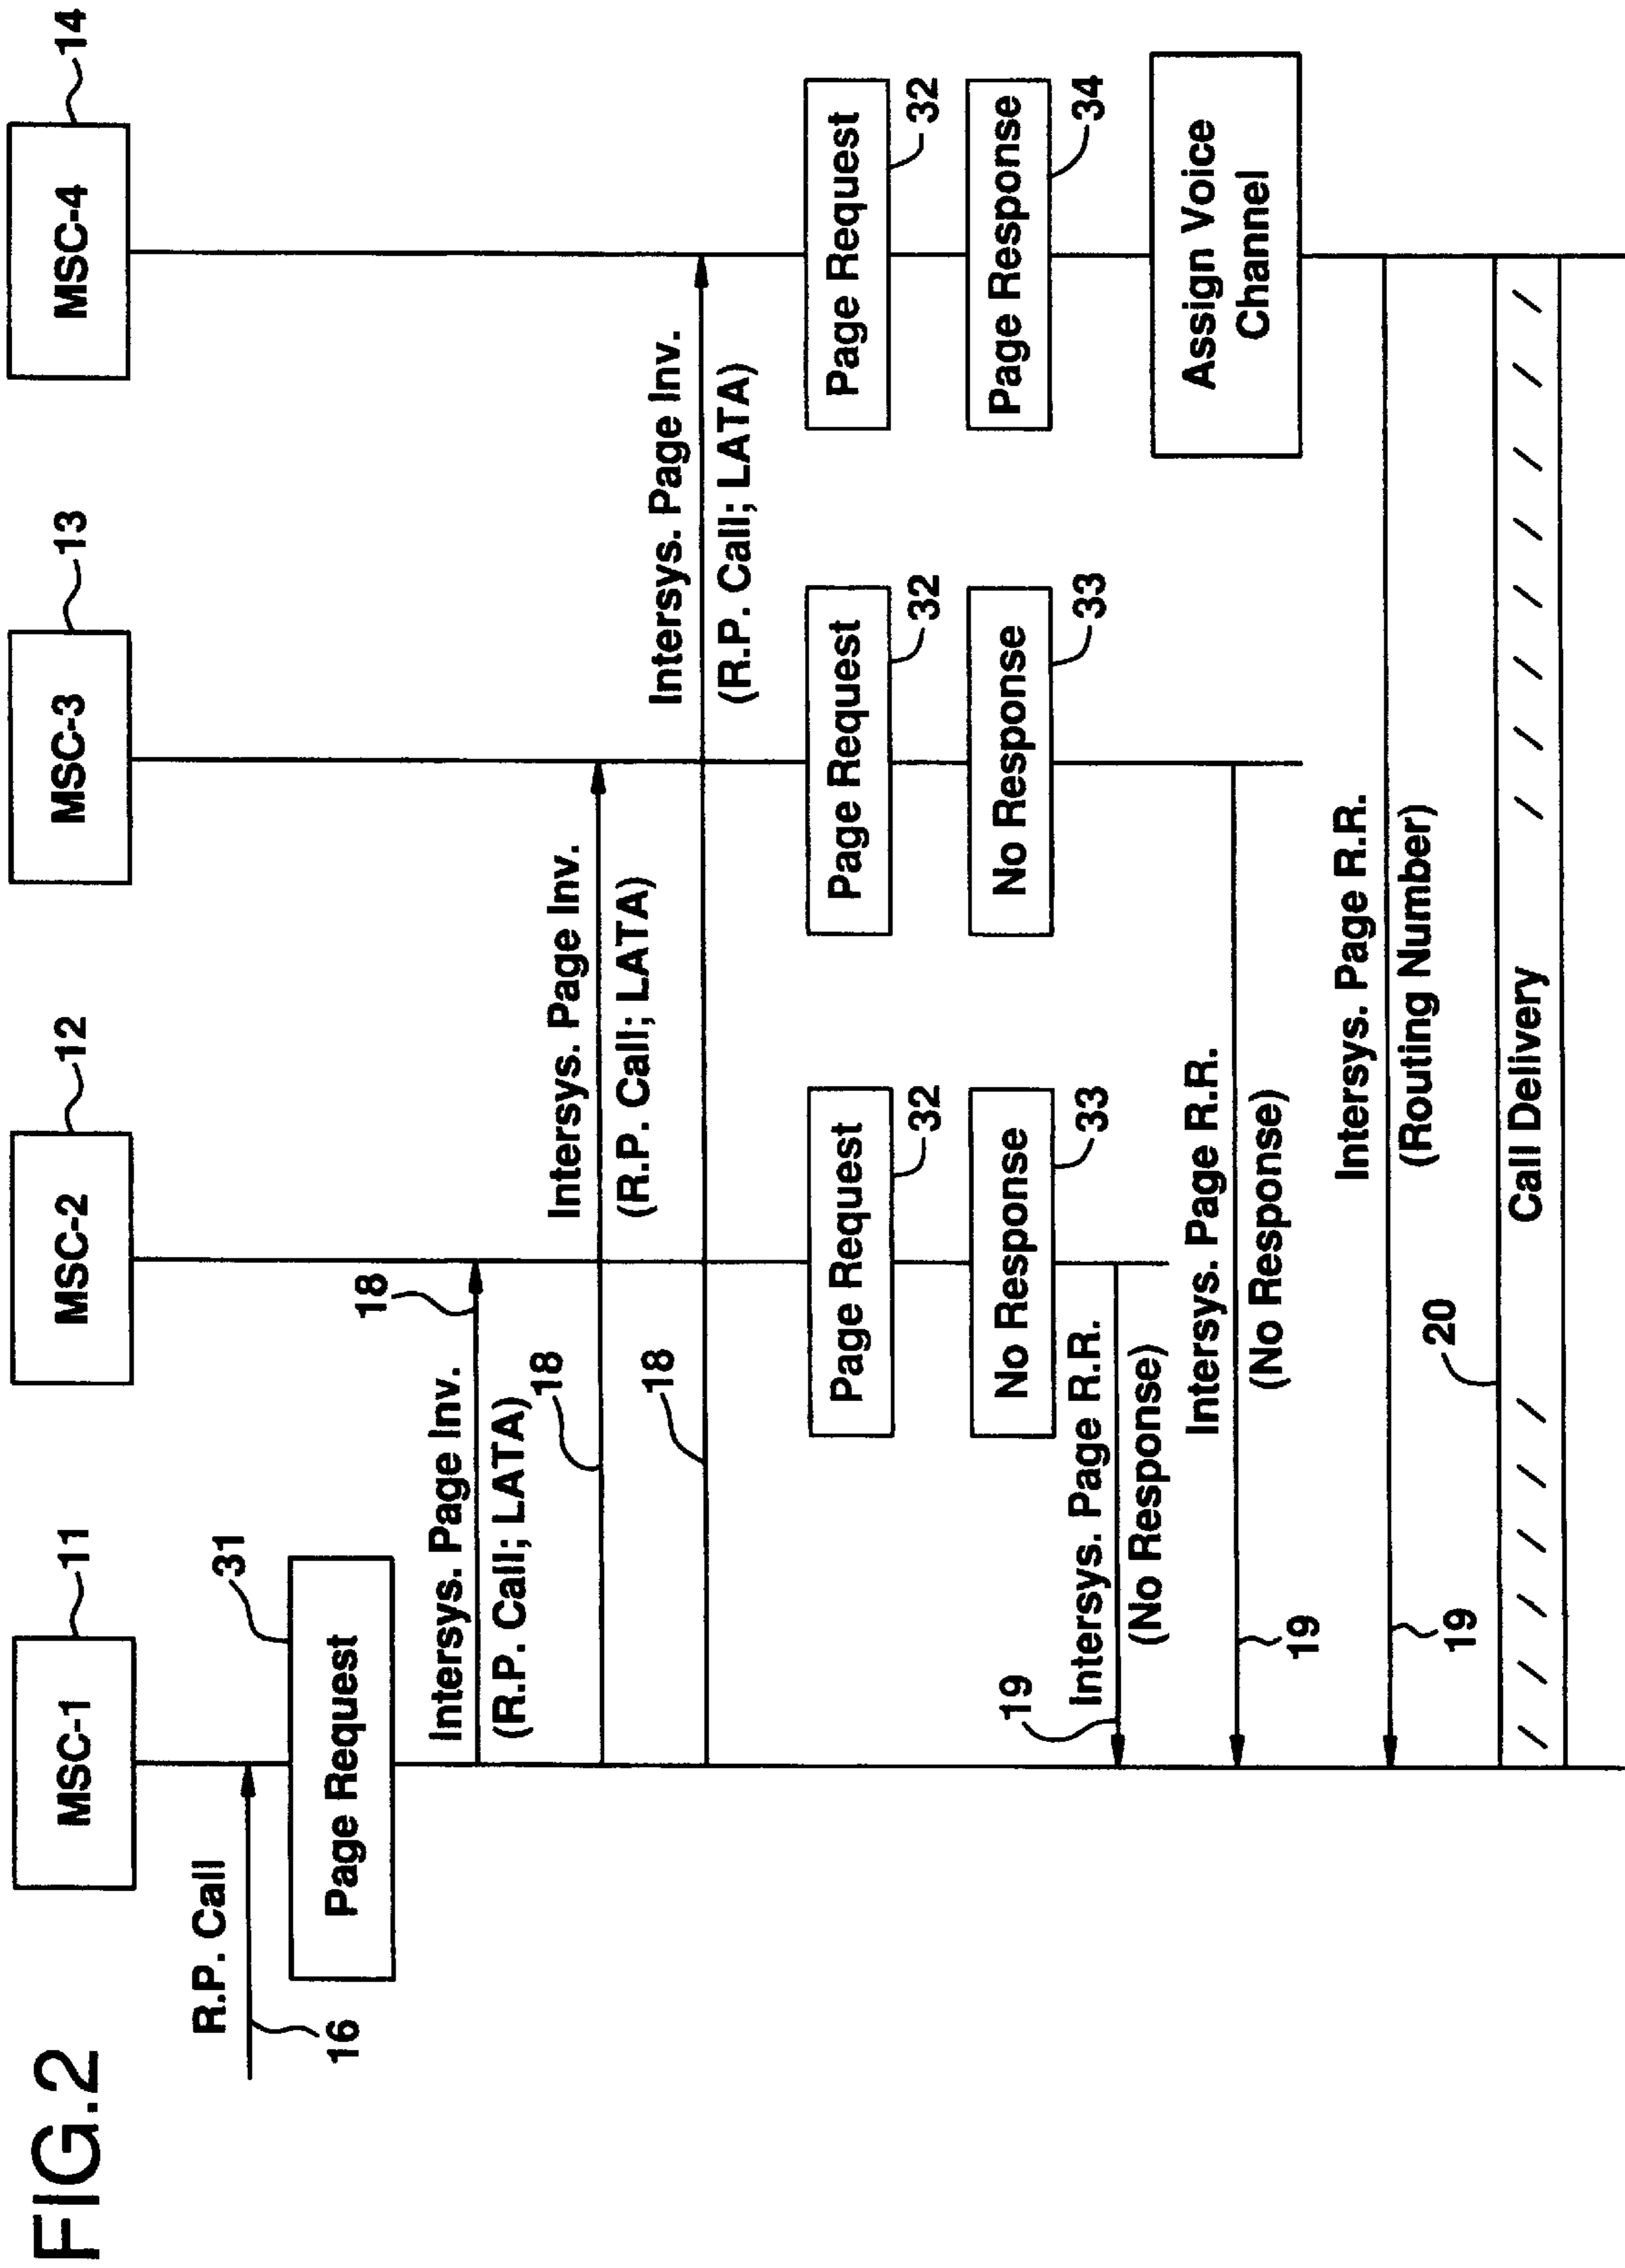 FIG.2
MSC-1
11
MSC-2
12
MSC-3
13
MSC-4
14
R.P. Call
16
Page Request
31
Intersys. Page Inv.
(R.P. Call; LATA)
18
Intersys. Page Inv.
(R.P. Call; LATA)
18
Intersys. Page Inv.
(R.P. Call; LATA)
18
Page Request
32
Page Request
32
Page Request
32
No Response
33
No Response
33
Page Response
34
Assign Voice
Channel
19
Intersys. Page R.R.
(No Response)
Intersys. Page R.R.
(No Response)
19
Intersys. Page R.R.
(Routing Number)
19
20
Call Delivery